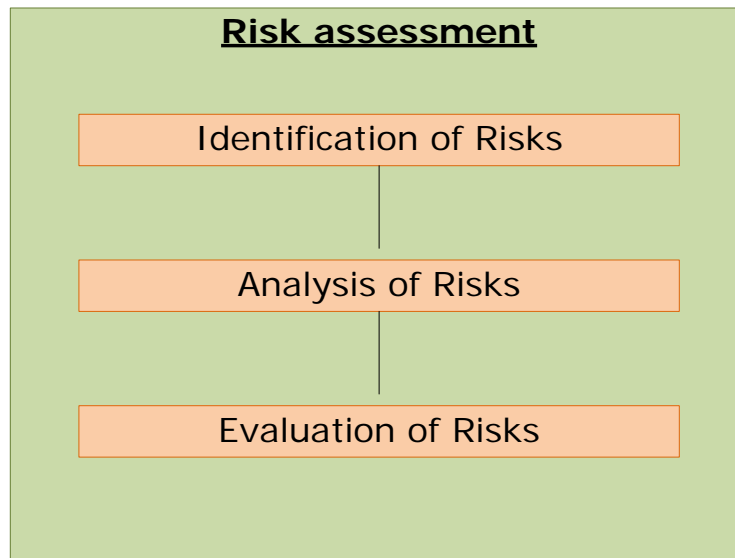 Risk assessment
Identification of Risks
Analysis of Risks
Evaluation of Risks